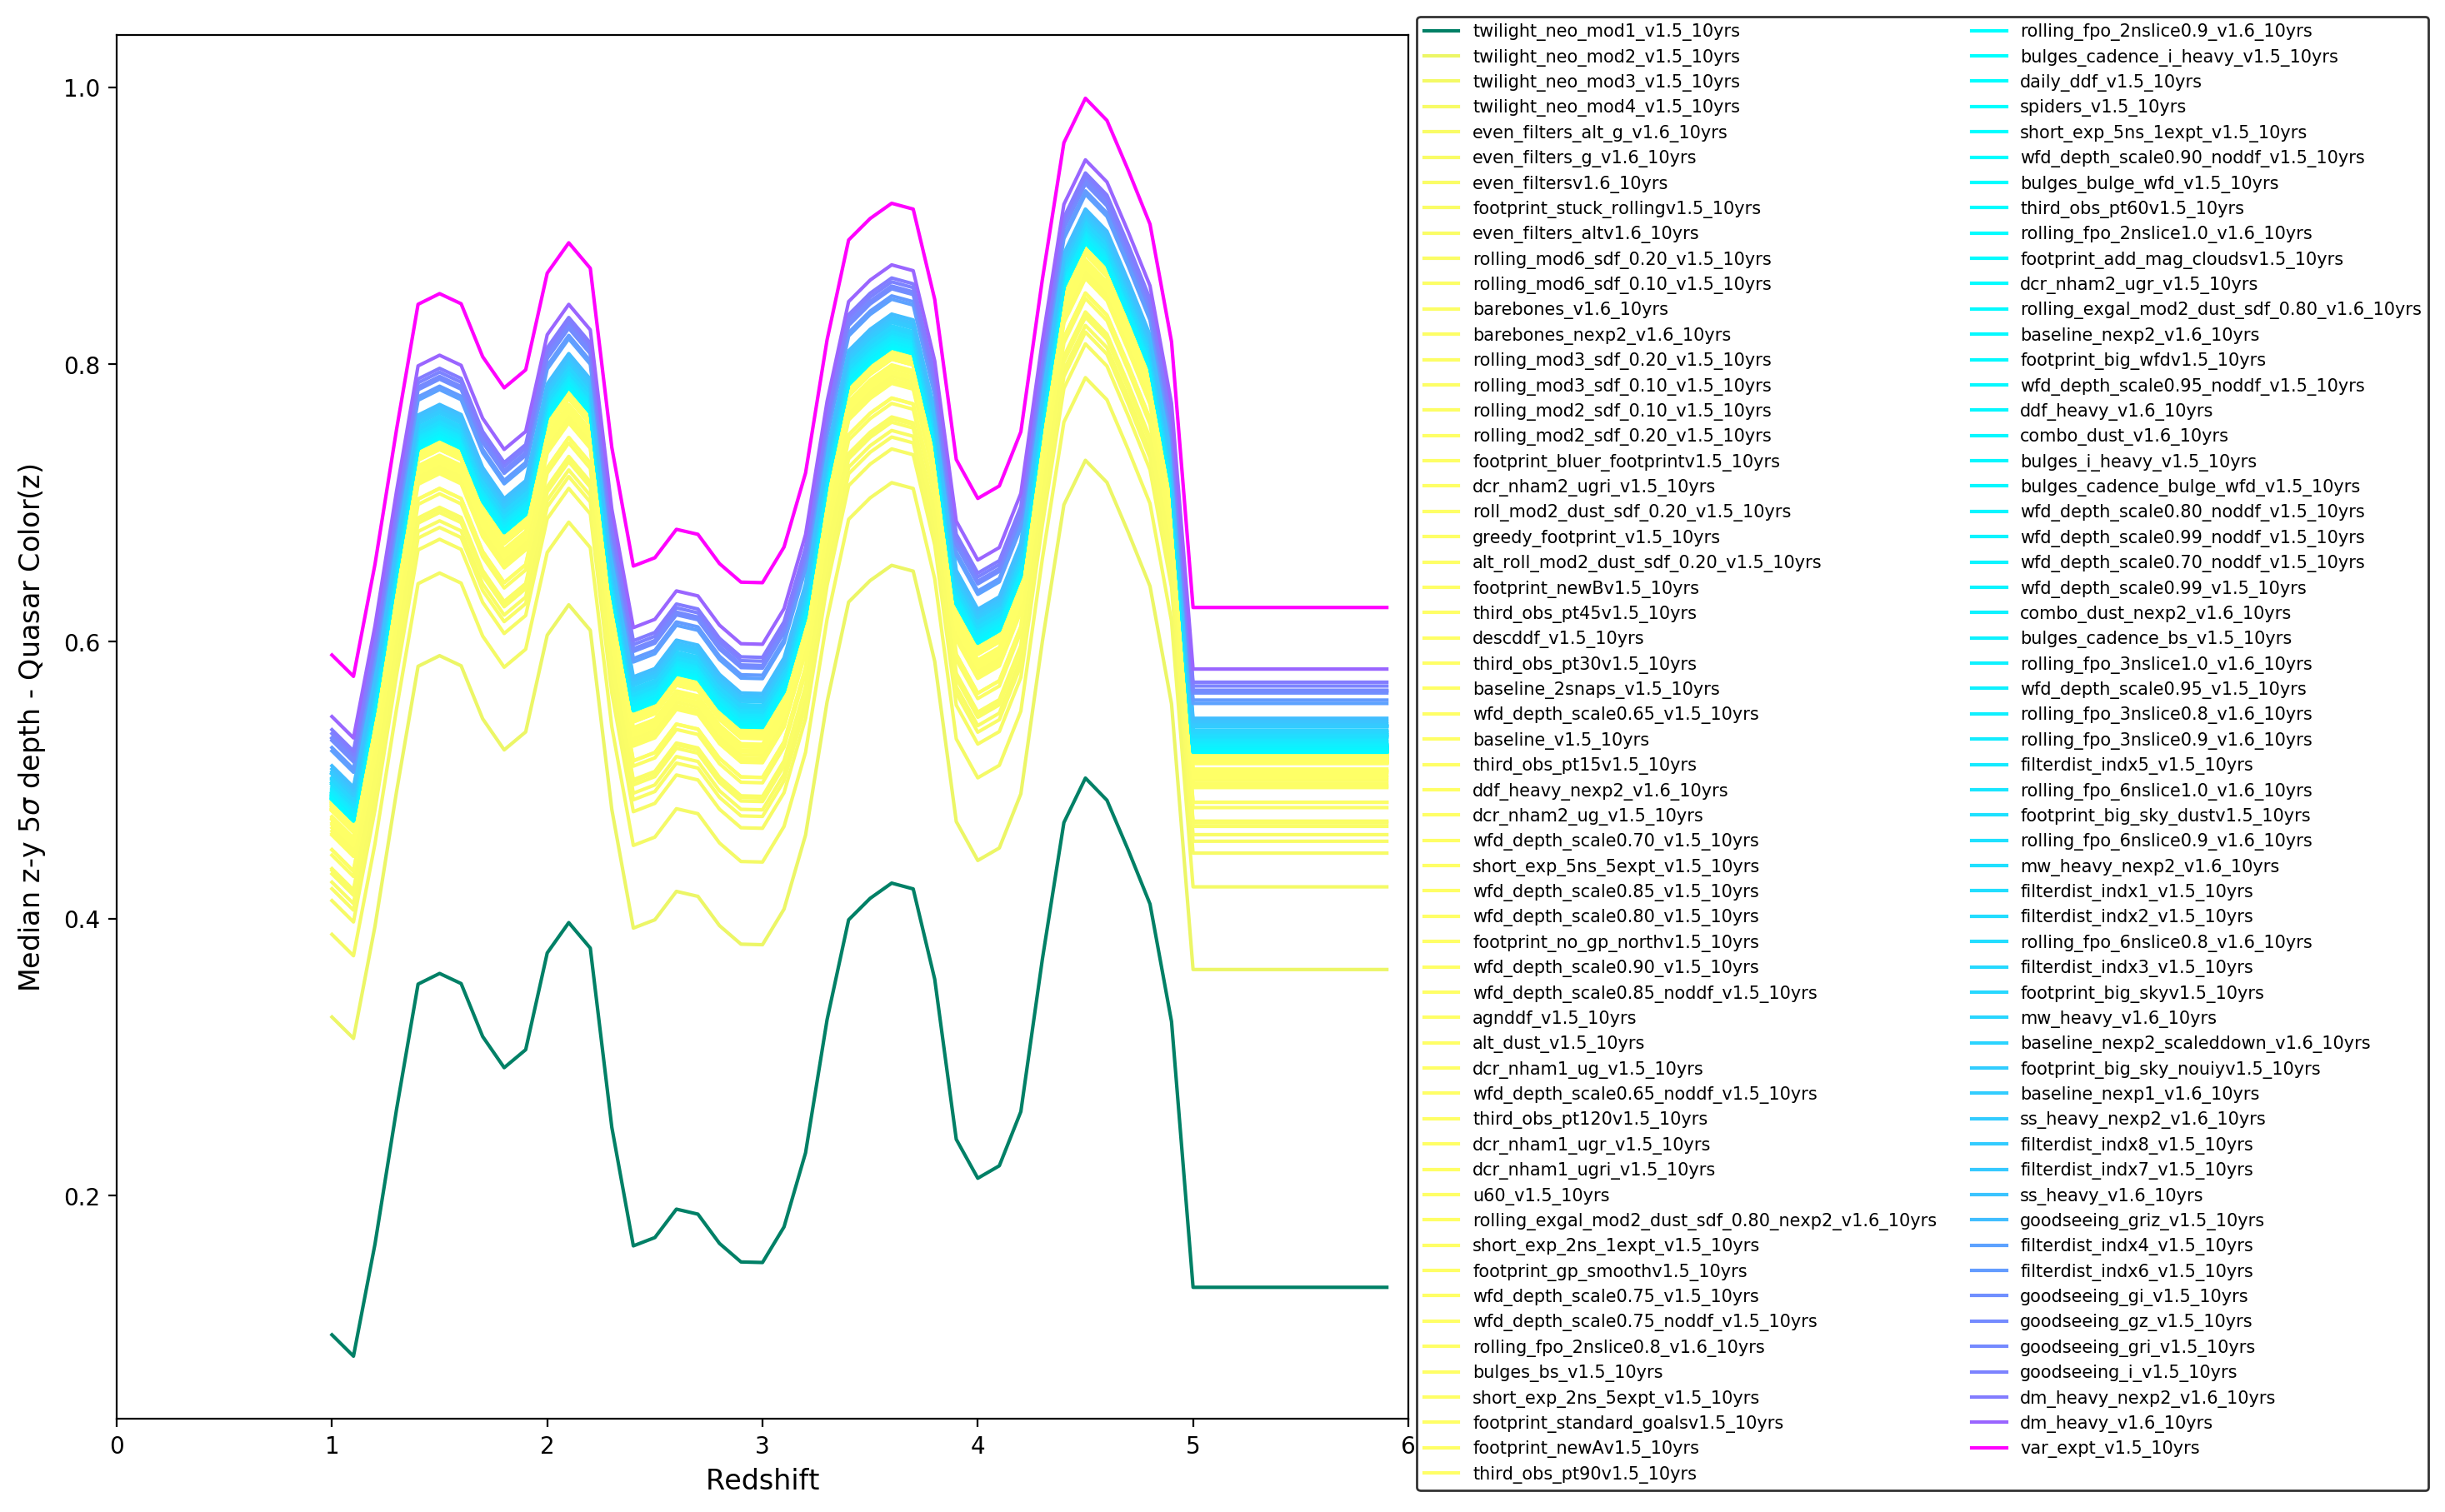 1.0
0.8
0.6
0.4
0.2
Median z-y 5σ depth - Quasar Color(z)
0 1 2 3 4 5 6
Redshift
twilight_neo_mod1_v1.5_10yrs
twilight_neo_mod2_v1.5_10yrs
twilight_neo_mod3_v1.5_10yrs
twilight_neo_mod4_v1.5_10yrs
even_filters_alt_g_v1.6_10yrs
even_filters_g_v1.6_10yrs
even_filtersv1.6_10yrs
footprint_stuck_rollingv1.5_10yrs
even_filters_altv1.6_10yrs
rolling_mod6_sdf_0.20_v1.5_10yrs
rolling_mod6_sdf_0.10_v1.5_10yrs
barebones_v1.6_10yrs
barebones_nexp2_v1.6_10yrs
rolling_mod3_sdf_0.20_v1.5_10yrs
rolling_mod3_sdf_0.10_v1.5_10yrs
rolling_mod2_sdf_0.10_v1.5_10yrs
rolling_mod2_sdf_0.20_v1.5_10yrs
footprint_bluer_footprintv1.5_10yrs
dcr_nham2_ugri_v1.5_10yrs
roll_mod2_dust_sdf_0.20_v1.5_10yrs
greedy_footprint_v1.5_10yrs
alt_roll_mod2_dust_sdf_0.20_v1.5_10yrs
footprint_newBv1.5_10yrs
third_obs_pt45v1.5_10yrs
descddf_v1.5_10yrs
third_obs_pt30v1.5_10yrs
baseline_2snaps_v1.5_10yrs
wfd_depth_scale0.65_v1.5_10yrs
baseline_v1.5_10yrs
third_obs_pt15v1.5_10yrs
ddf_heavy_nexp2_v1.6_10yrs
dcr_nham2_ug_v1.5_10yrs
wfd_depth_scale0.70_v1.5_10yrs
short_exp_5ns_5expt_v1.5_10yrs
wfd_depth_scale0.85_v1.5_10yrs
wfd_depth_scale0.80_v1.5_10yrs
footprint_no_gp_northv1.5_10yrs
wfd_depth_scale0.90_v1.5_10yrs
wfd_depth_scale0.85_noddf_v1.5_10yrs
agnddf_v1.5_10yrs
alt_dust_v1.5_10yrs
dcr_nham1_ug_v1.5_10yrs
wfd_depth_scale0.65_noddf_v1.5_10yrs
third_obs_pt120v1.5_10yrs
dcr_nham1_ugr_v1.5_10yrs
dcr_nham1_ugri_v1.5_10yrs
u60_v1.5_10yrs
rolling_exgal_mod2_dust_sdf_0.80_nexp2_v1.6_10yrs
short_exp_2ns_1expt_v1.5_10yrs
footprint_gp_smoothv1.5_10yrs
wfd_depth_scale0.75_v1.5_10yrs
wfd_depth_scale0.75_noddf_v1.5_10yrs
rolling_fpo_2nslice0.8_v1.6_10yrs
bulges_bs_v1.5_10yrs
short_exp_2ns_5expt_v1.5_10yrs
footprint_standard_goalsv1.5_10yrs
footprint_newAv1.5_10yrs
third_obs_pt90v1.5_10yrs
rolling_fpo_2nslice0.9_v1.6_10yrs
bulges_cadence_i_heavy_v1.5_10yrs
daily_ddf_v1.5_10yrs
spiders_v1.5_10yrs
short_exp_5ns_1expt_v1.5_10yrs
wfd_depth_scale0.90_noddf_v1.5_10yrs
bulges_bulge_wfd_v1.5_10yrs
third_obs_pt60v1.5_10yrs
rolling_fpo_2nslice1.0_v1.6_10yrs
footprint_add_mag_cloudsv1.5_10yrs
dcr_nham2_ugr_v1.5_10yrs
rolling_exgal_mod2_dust_sdf_0.80_v1.6_10yrs
baseline_nexp2_v1.6_10yrs
footprint_big_wfdv1.5_10yrs
wfd_depth_scale0.95_noddf_v1.5_10yrs
ddf_heavy_v1.6_10yrs
combo_dust_v1.6_10yrs
bulges_i_heavy_v1.5_10yrs
bulges_cadence_bulge_wfd_v1.5_10yrs
wfd_depth_scale0.80_noddf_v1.5_10yrs
wfd_depth_scale0.99_noddf_v1.5_10yrs
wfd_depth_scale0.70_noddf_v1.5_10yrs
wfd_depth_scale0.99_v1.5_10yrs
combo_dust_nexp2_v1.6_10yrs
bulges_cadence_bs_v1.5_10yrs
rolling_fpo_3nslice1.0_v1.6_10yrs
wfd_depth_scale0.95_v1.5_10yrs
rolling_fpo_3nslice0.8_v1.6_10yrs
rolling_fpo_3nslice0.9_v1.6_10yrs
filterdist_indx5_v1.5_10yrs
rolling_fpo_6nslice1.0_v1.6_10yrs
footprint_big_sky_dustv1.5_10yrs
rolling_fpo_6nslice0.9_v1.6_10yrs
mw_heavy_nexp2_v1.6_10yrs
filterdist_indx1_v1.5_10yrs
filterdist_indx2_v1.5_10yrs
rolling_fpo_6nslice0.8_v1.6_10yrs
filterdist_indx3_v1.5_10yrs
footprint_big_skyv1.5_10yrs
mw_heavy_v1.6_10yrs
baseline_nexp2_scaleddown_v1.6_10yrs
footprint_big_sky_nouiyv1.5_10yrs
baseline_nexp1_v1.6_10yrs
ss_heavy_nexp2_v1.6_10yrs
filterdist_indx8_v1.5_10yrs
filterdist_indx7_v1.5_10yrs
ss_heavy_v1.6_10yrs
goodseeing_griz_v1.5_10yrs
filterdist_indx4_v1.5_10yrs
filterdist_indx6_v1.5_10yrs
goodseeing_gi_v1.5_10yrs
goodseeing_gz_v1.5_10yrs
goodseeing_gri_v1.5_10yrs
goodseeing_i_v1.5_10yrs
dm_heavy_nexp2_v1.6_10yrs
dm_heavy_v1.6_10yrs
var_expt_v1.5_10yrs